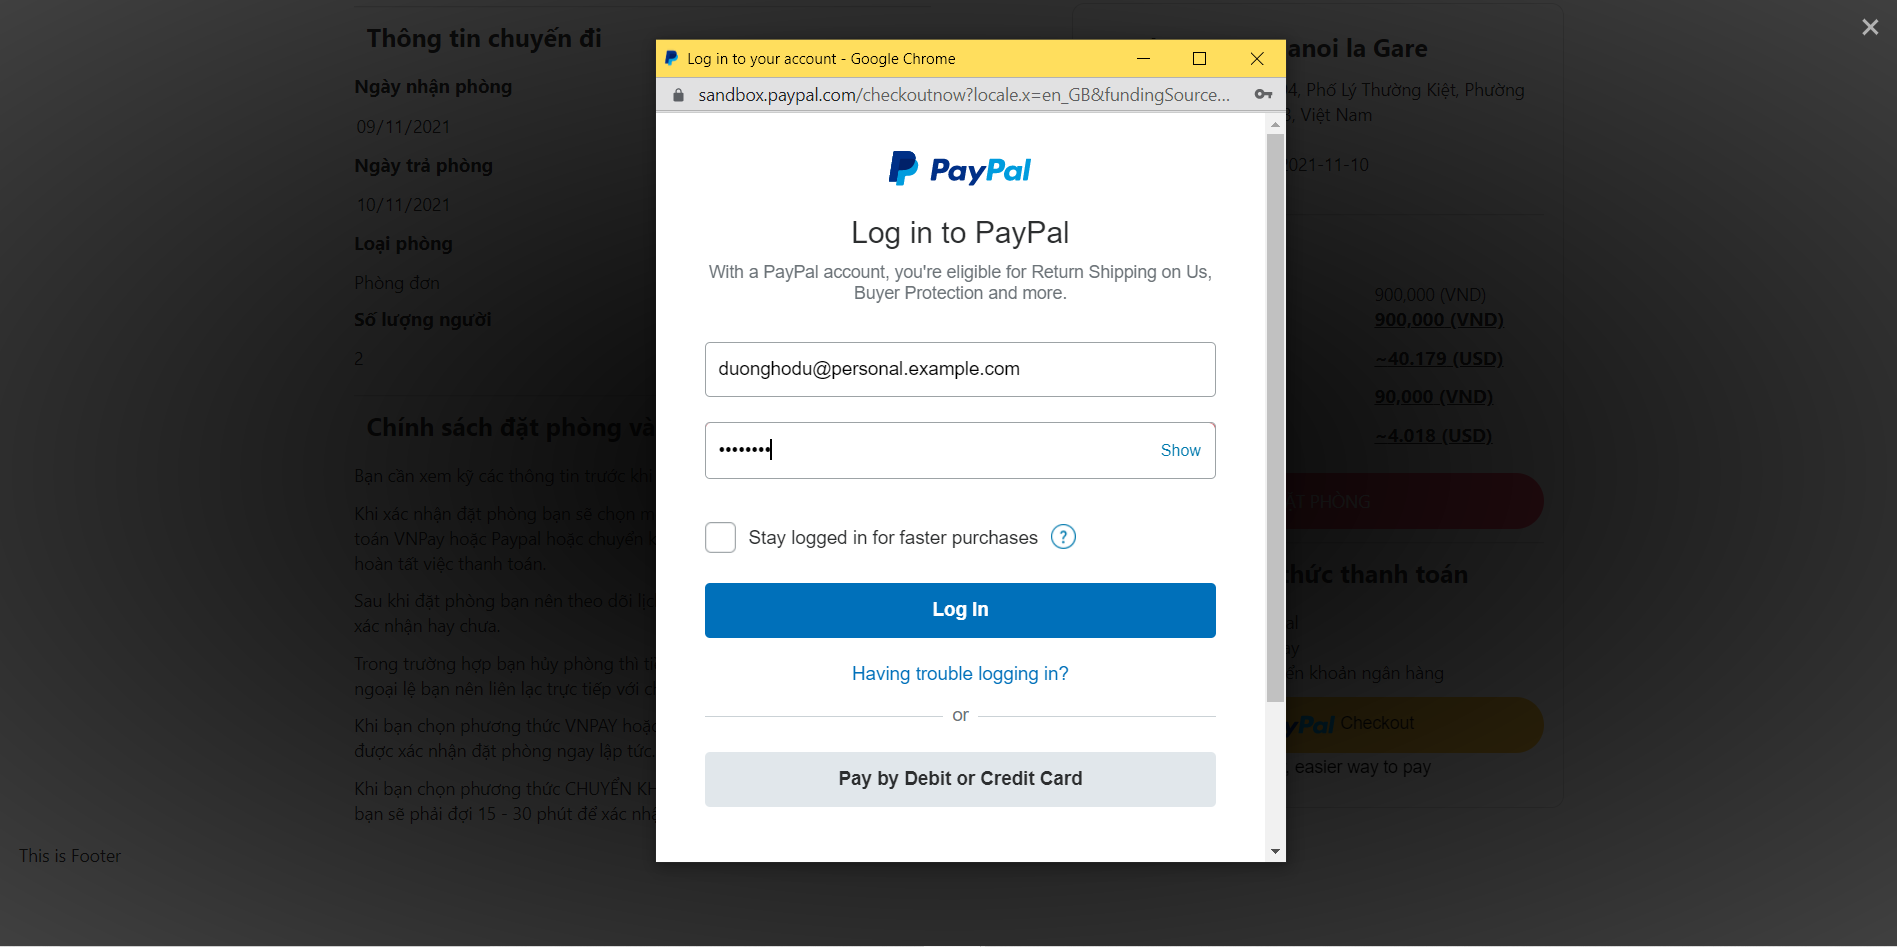 Thông tin chuyến đi
Ngày nhận phòng
09/11/2021
Ngày trả phòng
10/11/2021
Loại phòng
Phòng đơn
Số lượng người
2
Chính sách đặt phòng và
Bạn cần xem kỹ các thông tin trước khi
Khi xác nhận đặt phòng bạn sẽ chọn
toán VNPay hoặc Paypal hoặc chuyển
hoàn tất việc thanh toán.
Sau khi đặt phòng bạn nên theo dõi
xác nhận hay chưa.
Trong trường hợp bạn hủy phòng thì
ngoại lệ bạn nên liên lạc trực tiếp với
Khi bạn chọn phương thức VNPAY hoặc
được xác nhận đặt phòng ngay lập tức.
Khi bạn chọn phương thức CHUYỂN
bạn sẽ phải đợi 15 - 30 phút để xác
This is Footer
Log in to your account - Google Chrome
sandbox.paypal.com/checkoutnow?locale.x=en_GB&fundingSource...
PayPal
Log in to PayPal
With a PayPal account, you're eligible for Return Shipping on Us,
Buyer Protection and more.
duonghodu@personal.example.com
••••••••
Show
Stay logged in for faster purchases ?
Log In
Having trouble logging in?
or
Pay by Debit or Credit Card
la Gare
Phố Lý Thường Kiệt, Phường
Việt Nam
900,000 (VND)
900,000 (VND)
~40.179 (USD)
90,000 (VND)
~4.018 (USD)
PHÒNG
thức thanh toán
khoản ngân hàng
Checkout
easier way to pay